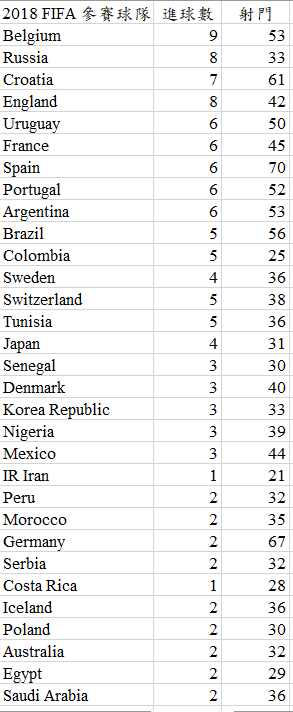 2018 FIFA 參賽球隊 進球數 射門
Belgium 9 53
Russia 8 33
Croatia 7 61
England 8 42
Uruguay 6 50
France 6 45
Spain 6 70
Portugal 6 52
Argentina 6 53
Brazil 5 56
Colombia 5 25
Sweden 4 36
Switzerland 5 38
Tunisia 5 36
Japan 4 31
Senegal 3 30
Denmark 3 40
Korea Republic 3 33
Nigeria 3 39
Mexico 3 44
IR Iran 1 21
Peru 2 32
Morocco 2 35
Germany 2 67
Serbia 2 32
Costa Rica 1 28
Iceland 2 36
Poland 2 30
Australia 2 32
Egypt 2 29
Saudi Arabia 2 36